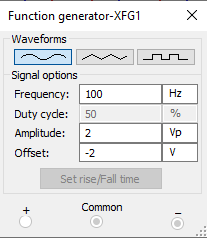 Function generator-XFG1
Waveforms
Signal options
Frequency: 100 Hz
Duty cycle: 50 %
Amplitude: 2 Vp
Offset: -2 V
Set rise/Fall time
+ Common −